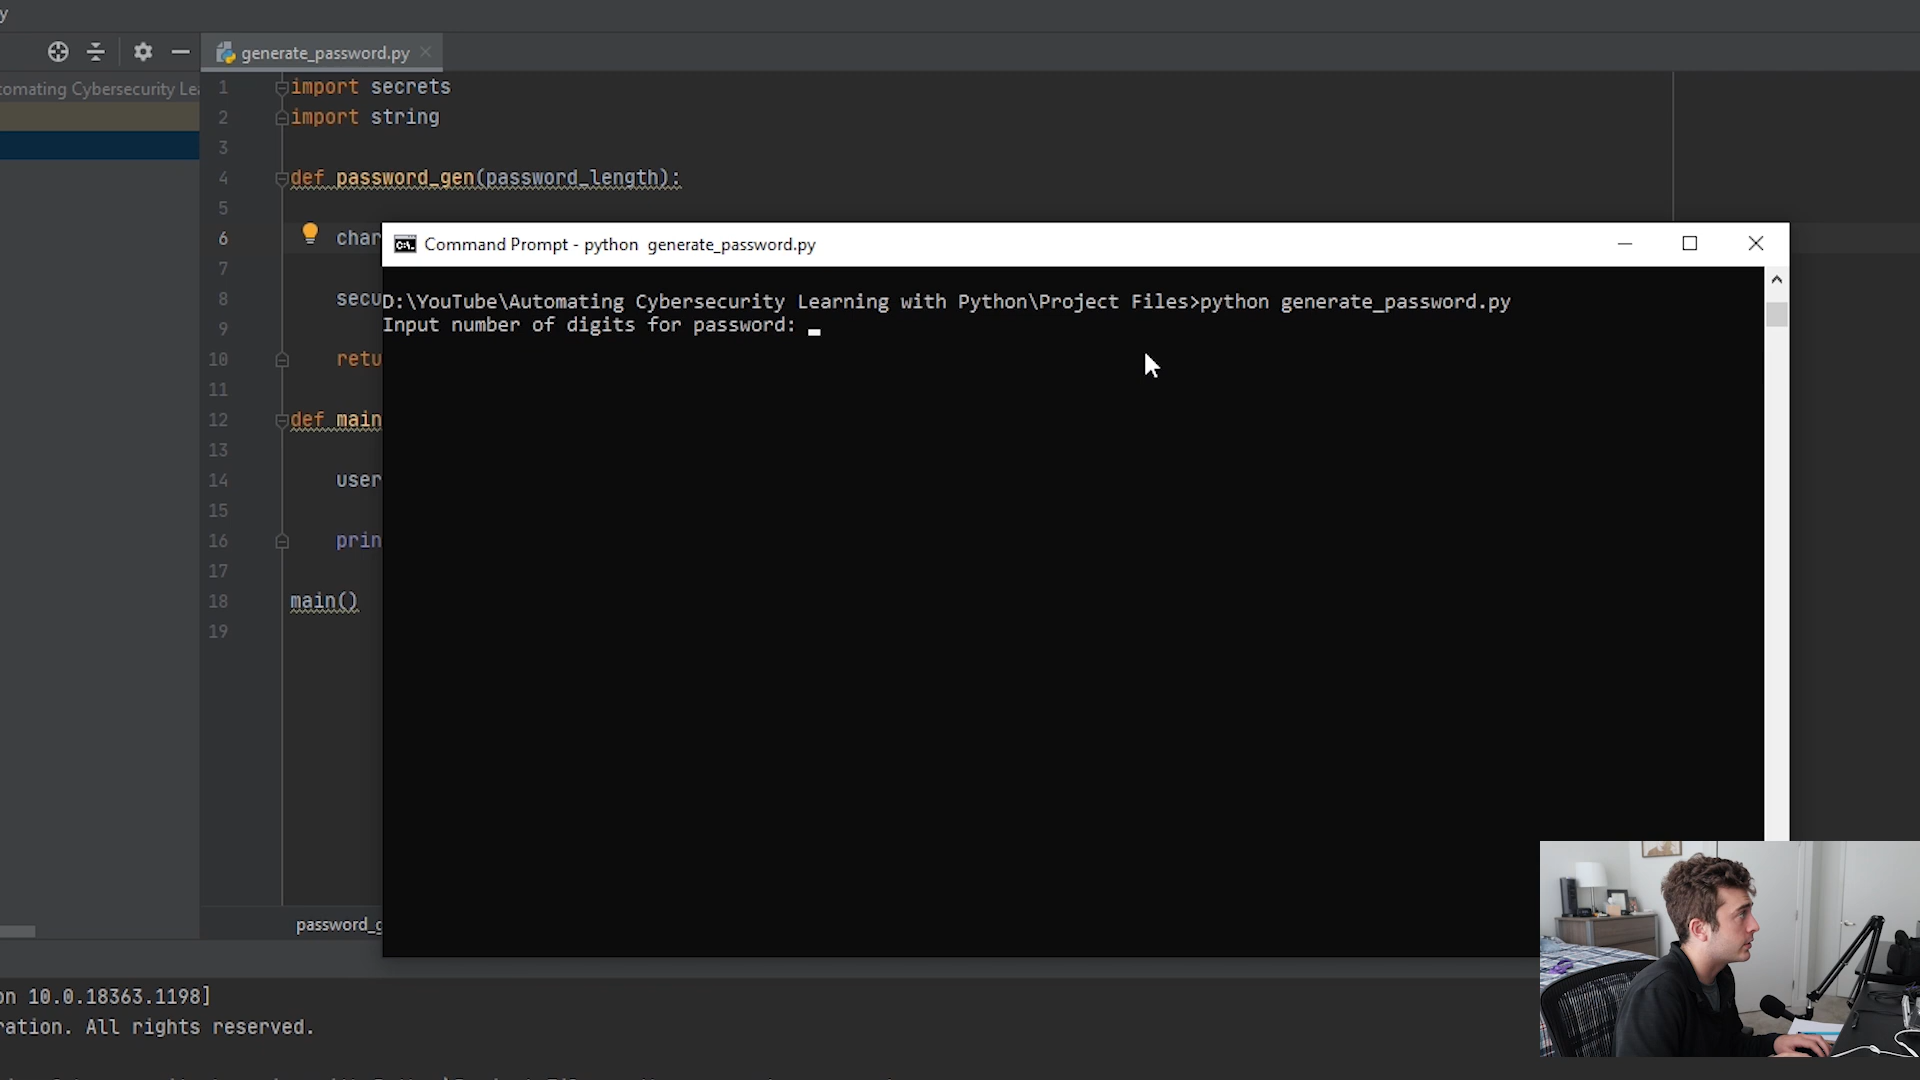 y
generate_password.py
tomating Cybersecurity Lea
1 import secrets
2 import string
3
4 def password_gen(password_length):
5
6 char
7
8 secu
9
10 retu
11
12 def main
13
14 user
15
16 prin
17
18 main()
19
Command Prompt - python generate_password.py
D:\YouTube\Automating Cybersecurity Learning with Python\Project Files>python generate_password.py
Input number of digits for password:
password_g
on 10.0.18363.1198]
ration. All rights reserved.